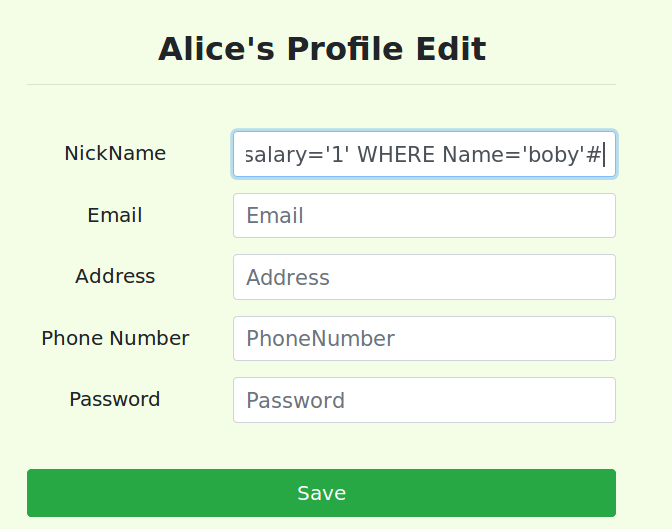 Alice's Profile Edit
NickName salary='1' WHERE Name='boby'#
Email Email
Address Address
Phone Number PhoneNumber
Password Password
Save